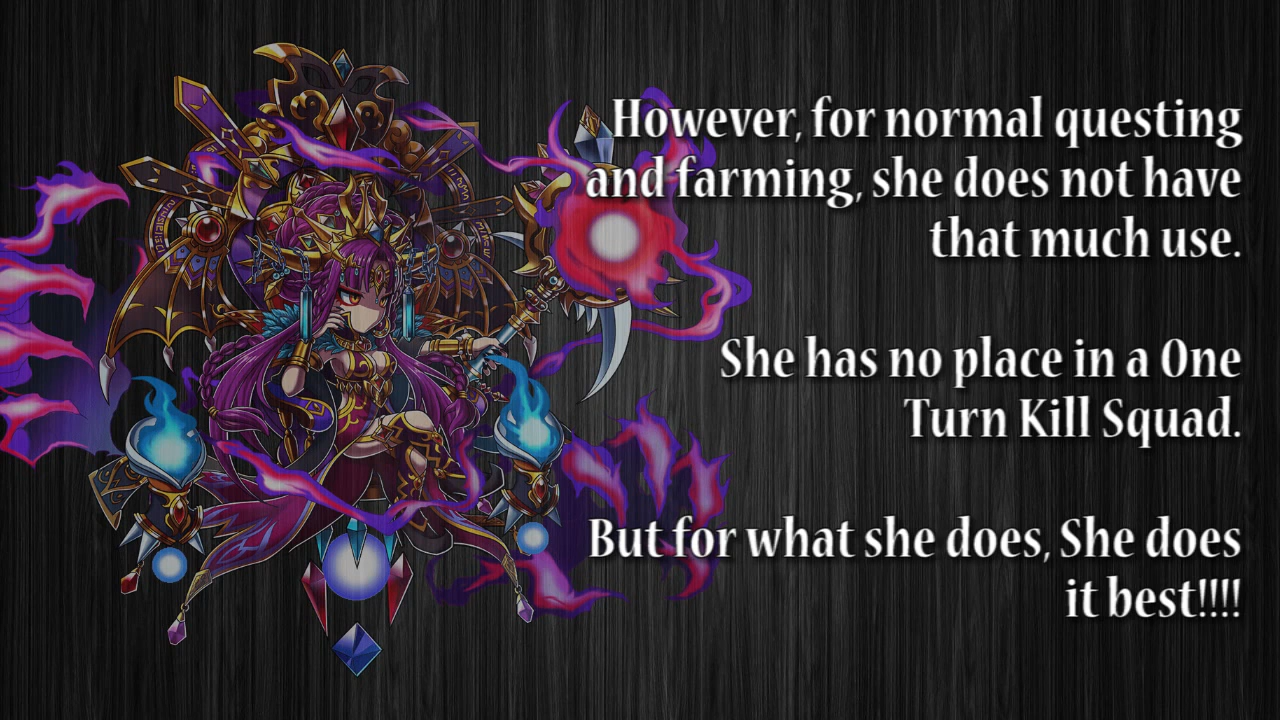 However, for normal questing
and farming, she does not have
that much use.
She has no place in a One
Turn Kill Squad.
But for what she does, She does
it best!!!!